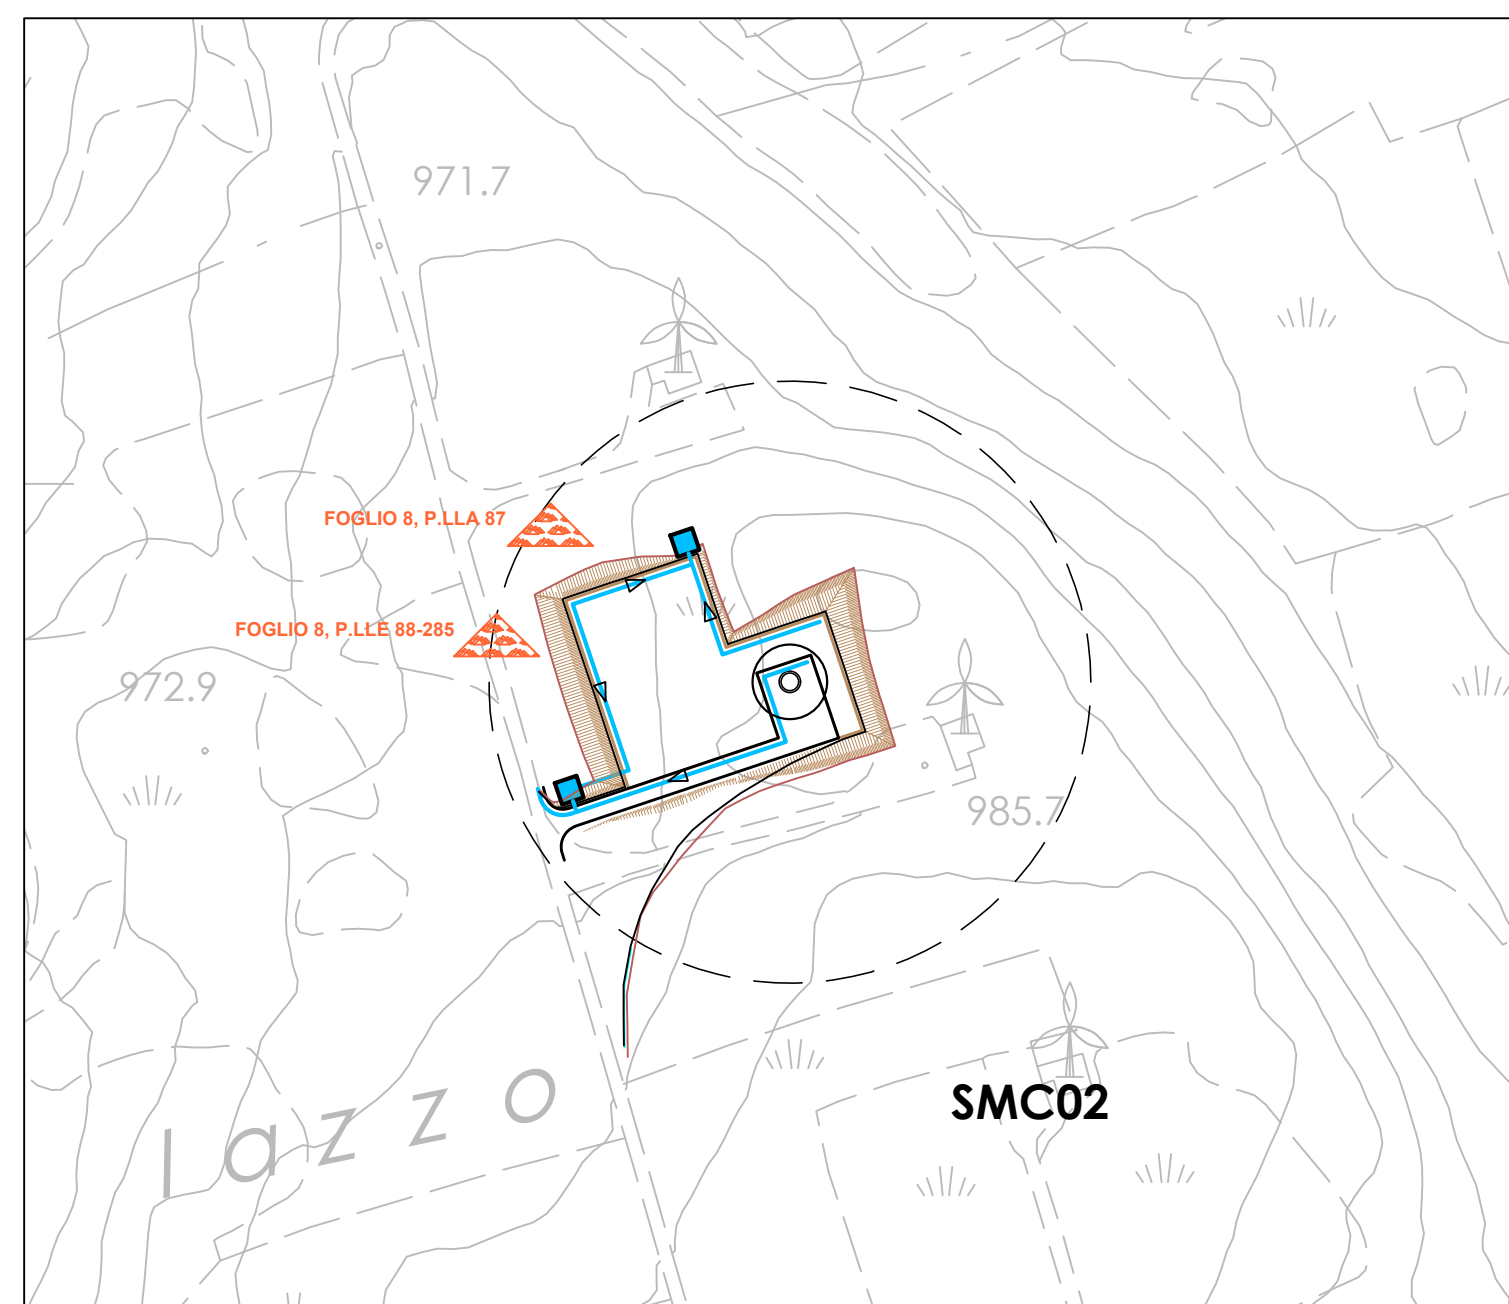 971.7
FOGLIO 8, P.LLA 87
FOGLIO 8, P.LLE 88-285
972.9
985.7
SMC02
lazzo